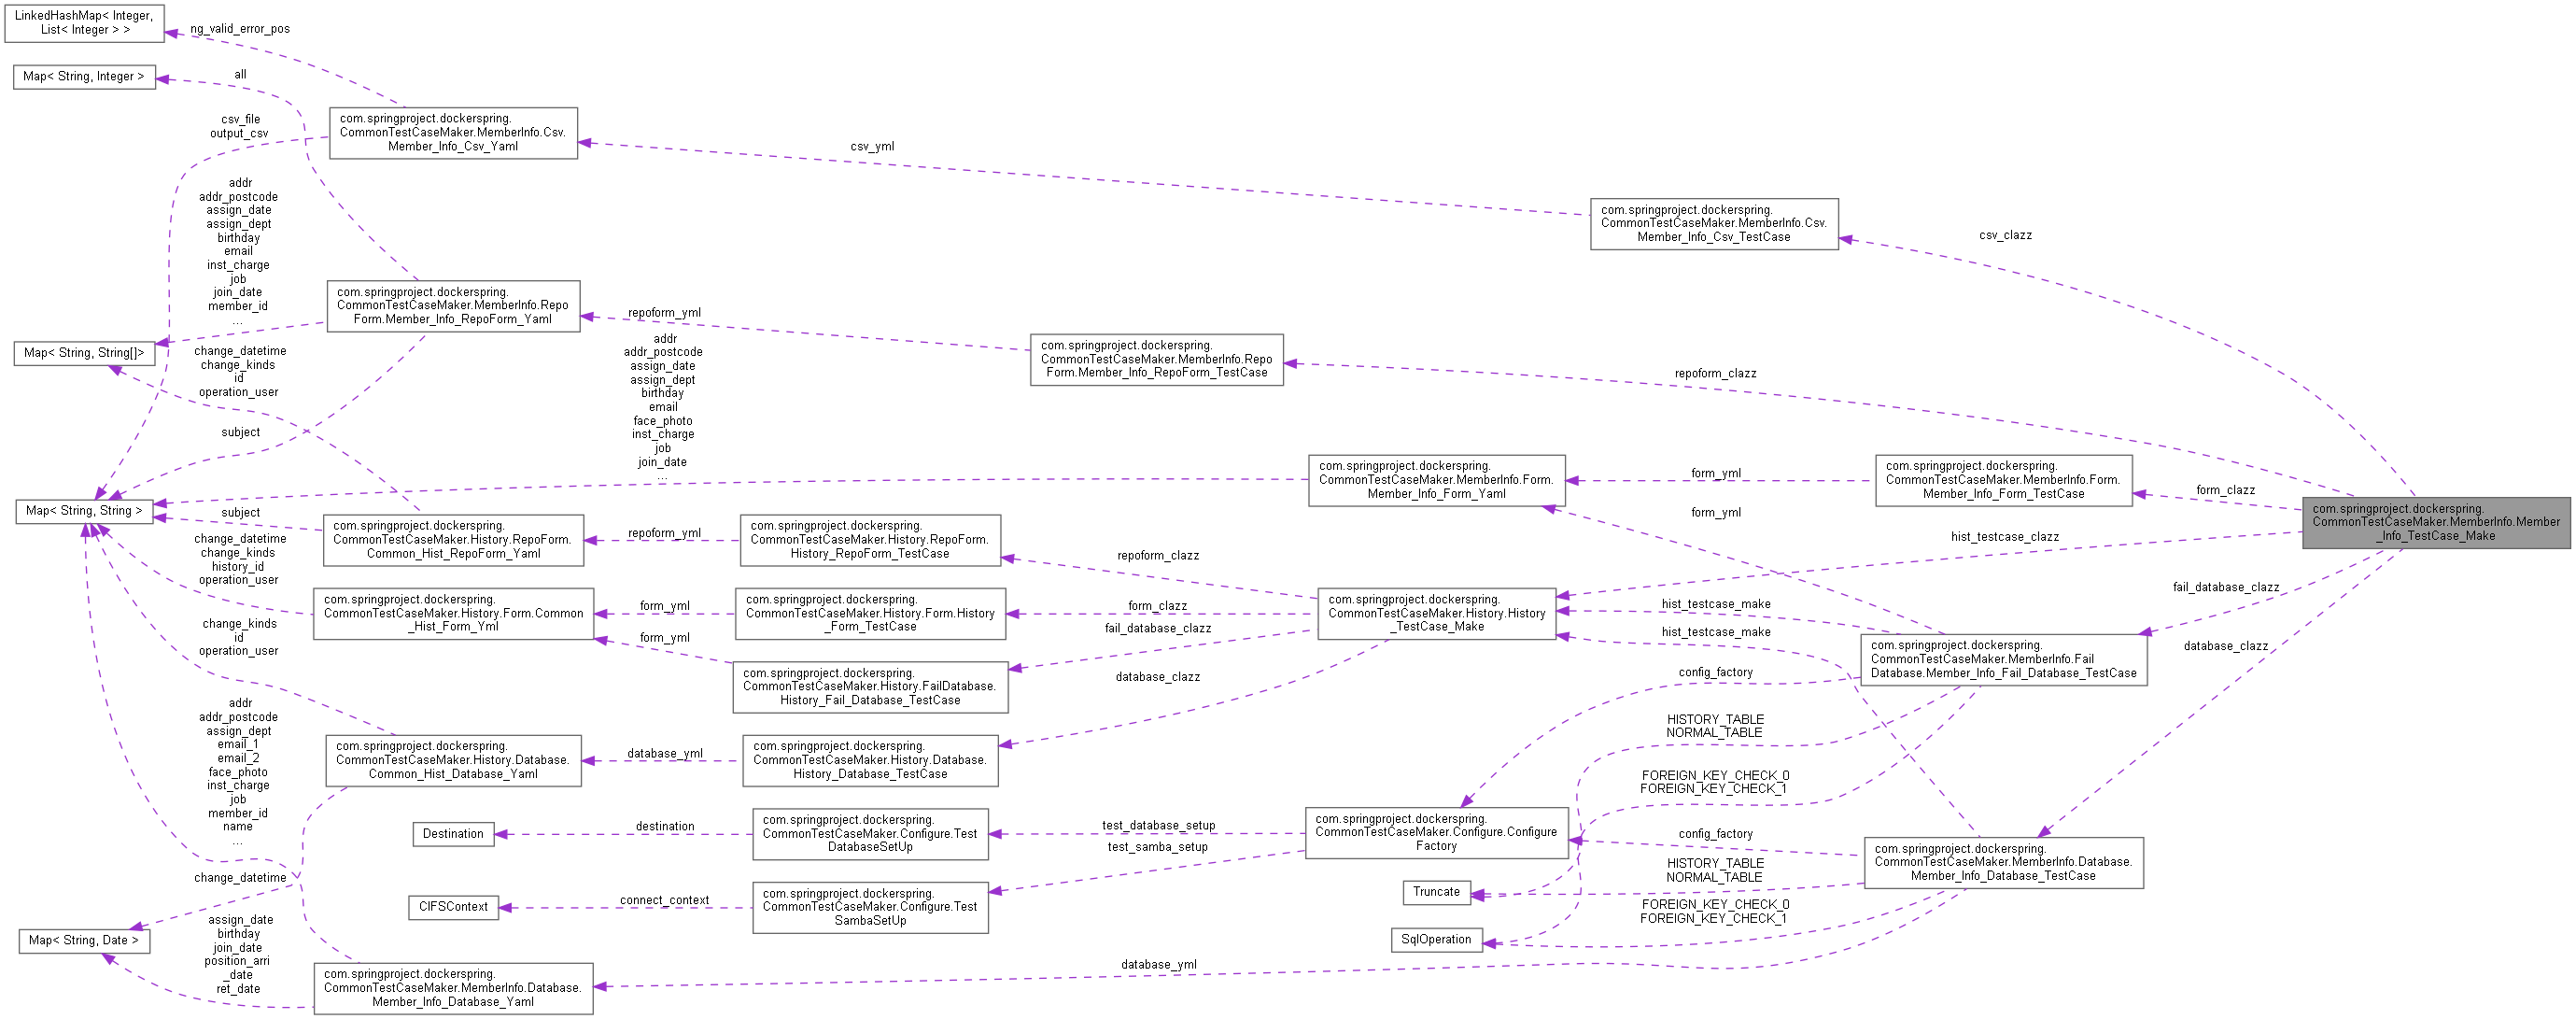 LinkedHashMap< Integer,
List< Integer > >
ng_valid_error_pos
Map< String, Integer >
all
com.springproject.dockerspring.
CommonTestCaseMaker.MemberInfo.Csv.
Member_Info_Csv_Yaml
csv_file
output_csv
csv_yml
addr
addr_postcode
assign_date
assign_dept
birthday
email
inst_charge
job
join_date
member_id
...
com.springproject.dockerspring.
CommonTestCaseMaker.MemberInfo.Csv.
Member_Info_Csv_TestCase
csv_clazz
com.springproject.dockerspring.
CommonTestCaseMaker.MemberInfo.Repo
Form.Member_Info_RepoForm_Yaml
repoform_yml
com.springproject.dockerspring.
CommonTestCaseMaker.MemberInfo.Repo
Form.Member_Info_RepoForm_TestCase
repoform_clazz
Map< String, String[]>
change_datetime
change_kinds
id
operation_user
addr
addr_postcode
assign_date
assign_dept
birthday
email
face_photo
inst_charge
job
join_date
...
subject
com.springproject.dockerspring.
CommonTestCaseMaker.MemberInfo.Form.
Member_Info_Form_Yaml
form_yml
com.springproject.dockerspring.
CommonTestCaseMaker.MemberInfo.Form.
Member_Info_Form_TestCase
form_clazz
com.springproject.dockerspring.
CommonTestCaseMaker.MemberInfo.Member
_Info_TestCase_Make
Map< String, String >
subject
com.springproject.dockerspring.
CommonTestCaseMaker.History.RepoForm.
Common_Hist_RepoForm_Yaml
repoform_yml
com.springproject.dockerspring.
CommonTestCaseMaker.History.RepoForm.
History_RepoForm_TestCase
repoform_clazz
form_yml
hist_testcase_clazz
change_datetime
change_kinds
history_id
operation_user
com.springproject.dockerspring.
CommonTestCaseMaker.History.Form.Common
_Hist_Form_Yml
form_yml
com.springproject.dockerspring.
CommonTestCaseMaker.History.Form.History
_Form_TestCase
form_clazz
com.springproject.dockerspring.
CommonTestCaseMaker.History.History
_TestCase_Make
hist_testcase_make
fail_database_clazz
change_kinds
id
operation_user
form_yml
com.springproject.dockerspring.
CommonTestCaseMaker.History.FailDatabase.
History_Fail_Database_TestCase
fail_database_clazz
hist_testcase_make
com.springproject.dockerspring.
CommonTestCaseMaker.MemberInfo.Fail
Database.Member_Info_Fail_Database_TestCase
database_clazz
database_clazz
config_factory
addr
addr_postcode
assign_dept
email_1
email_2
face_photo
inst_charge
job
member_id
name
...
com.springproject.dockerspring.
CommonTestCaseMaker.History.Database.
Common_Hist_Database_Yaml
database_yml
com.springproject.dockerspring.
CommonTestCaseMaker.History.Database.
History_Database_TestCase
HISTORY_TABLE
NORMAL_TABLE
FOREIGN_KEY_CHECK_0
FOREIGN_KEY_CHECK_1
Destination
destination
com.springproject.dockerspring.
CommonTestCaseMaker.Configure.Test
DatabaseSetUp
test_database_setup
test_samba_setup
com.springproject.dockerspring.
CommonTestCaseMaker.Configure.Configure
Factory
config_factory
com.springproject.dockerspring.
CommonTestCaseMaker.MemberInfo.Database.
Member_Info_Database_TestCase
change_datetime
CIFSContext
connect_context
com.springproject.dockerspring.
CommonTestCaseMaker.Configure.Test
SambaSetUp
Truncate
HISTORY_TABLE
NORMAL_TABLE
SqlOperation
FOREIGN_KEY_CHECK_0
FOREIGN_KEY_CHECK_1
Map< String, Date >
assign_date
birthday
join_date
position_arri
_date
ret_date
com.springproject.dockerspring.
CommonTestCaseMaker.MemberInfo.Database.
Member_Info_Database_Yaml
database_yml